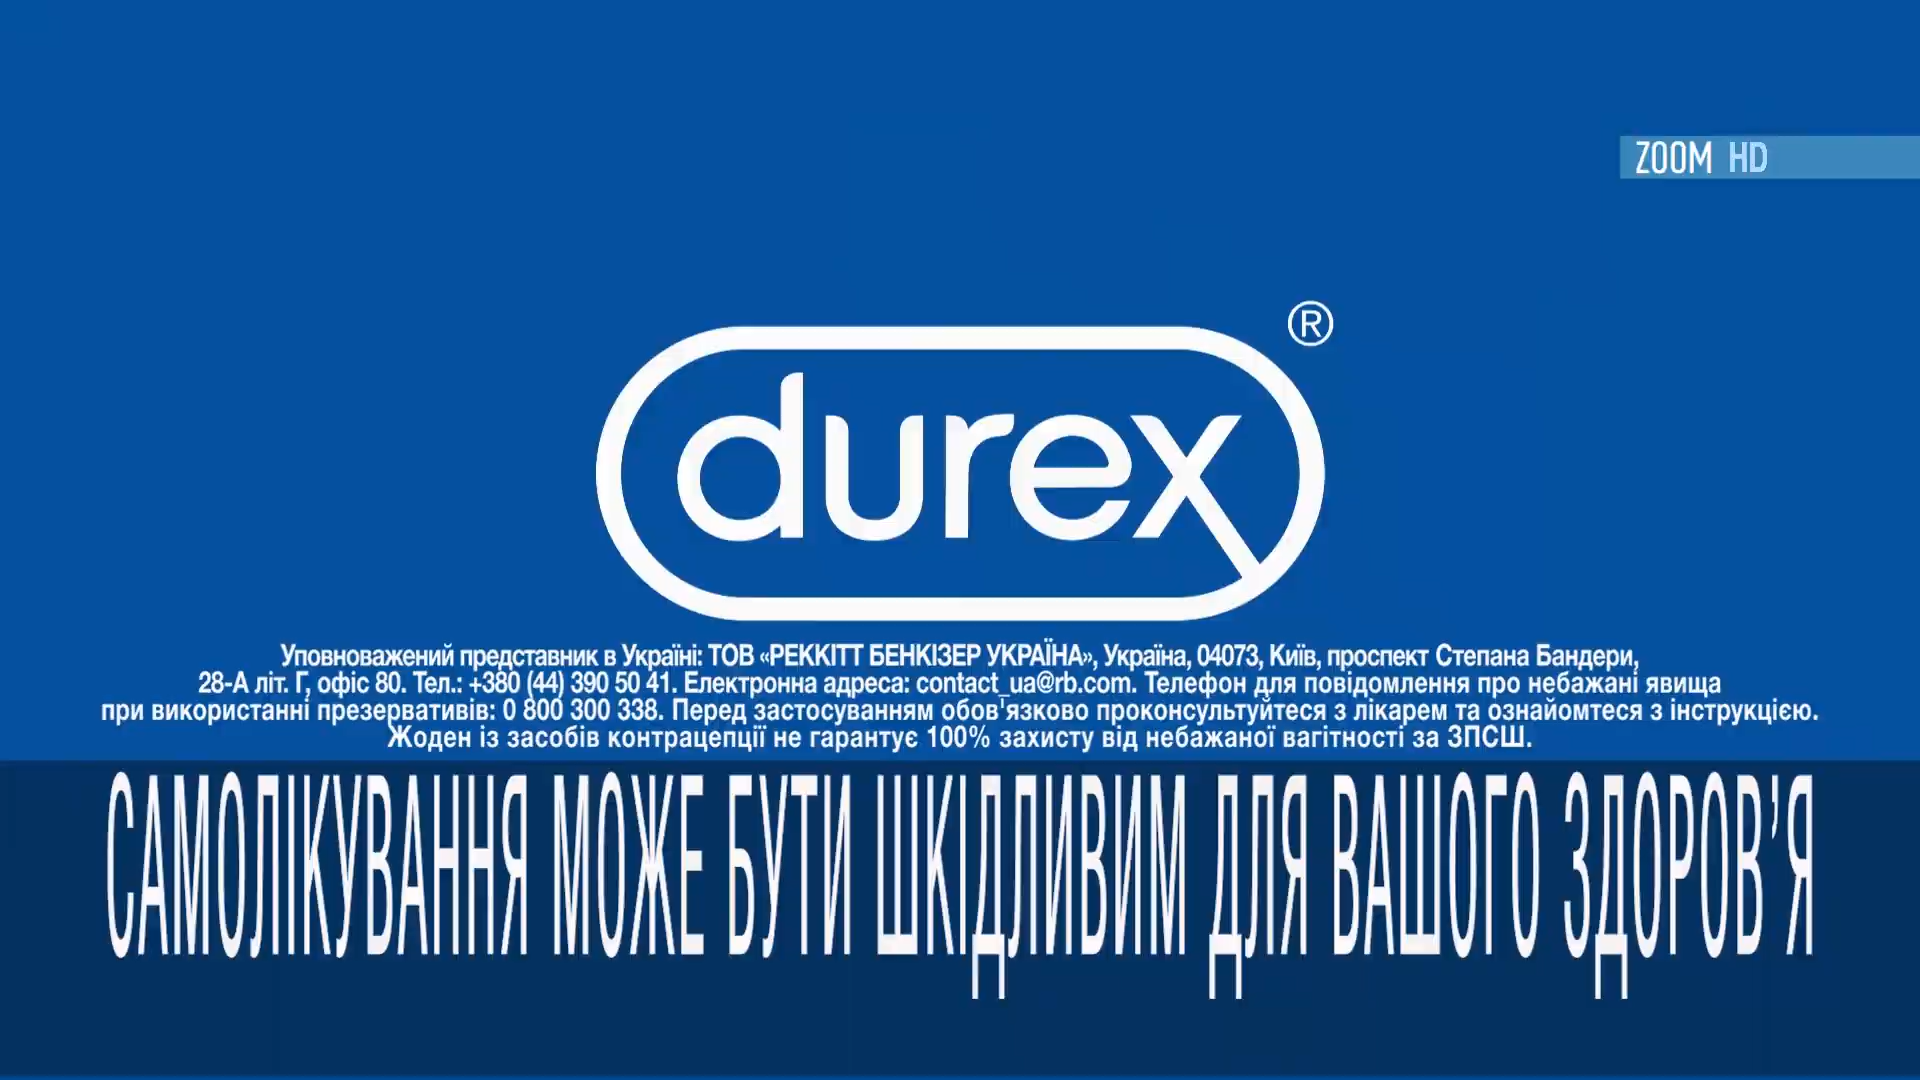 ZOOM HD
durex®
Уповноважений представник в Україні: ТОВ «РЕККІТТ БЕНКІЗЕР УКРАЇНА», Україна, 04073, Київ, проспект Степана Бандери,
28-А літ. Г, офіс 80. Тел.: +380 (44) 390 50 41. Електронна адреса: contact_ua@rb.com. Телефон для повідомлення про небажані явища
при використанні презервативів: 0 800 300 338. Перед застосуванням обов'язково проконсультуйтеся з лікарем та ознайомтеся з інструкцією.
Жоден із засобів контрацепції не гарантує 100% захисту від небажаної вагітності за ЗПСШ.
САМОЛІКУВАННЯ МОЖЕ БУТИ ШКІДЛИВИМ ДЛЯ ВАШОГО ЗДОРОВ’Я